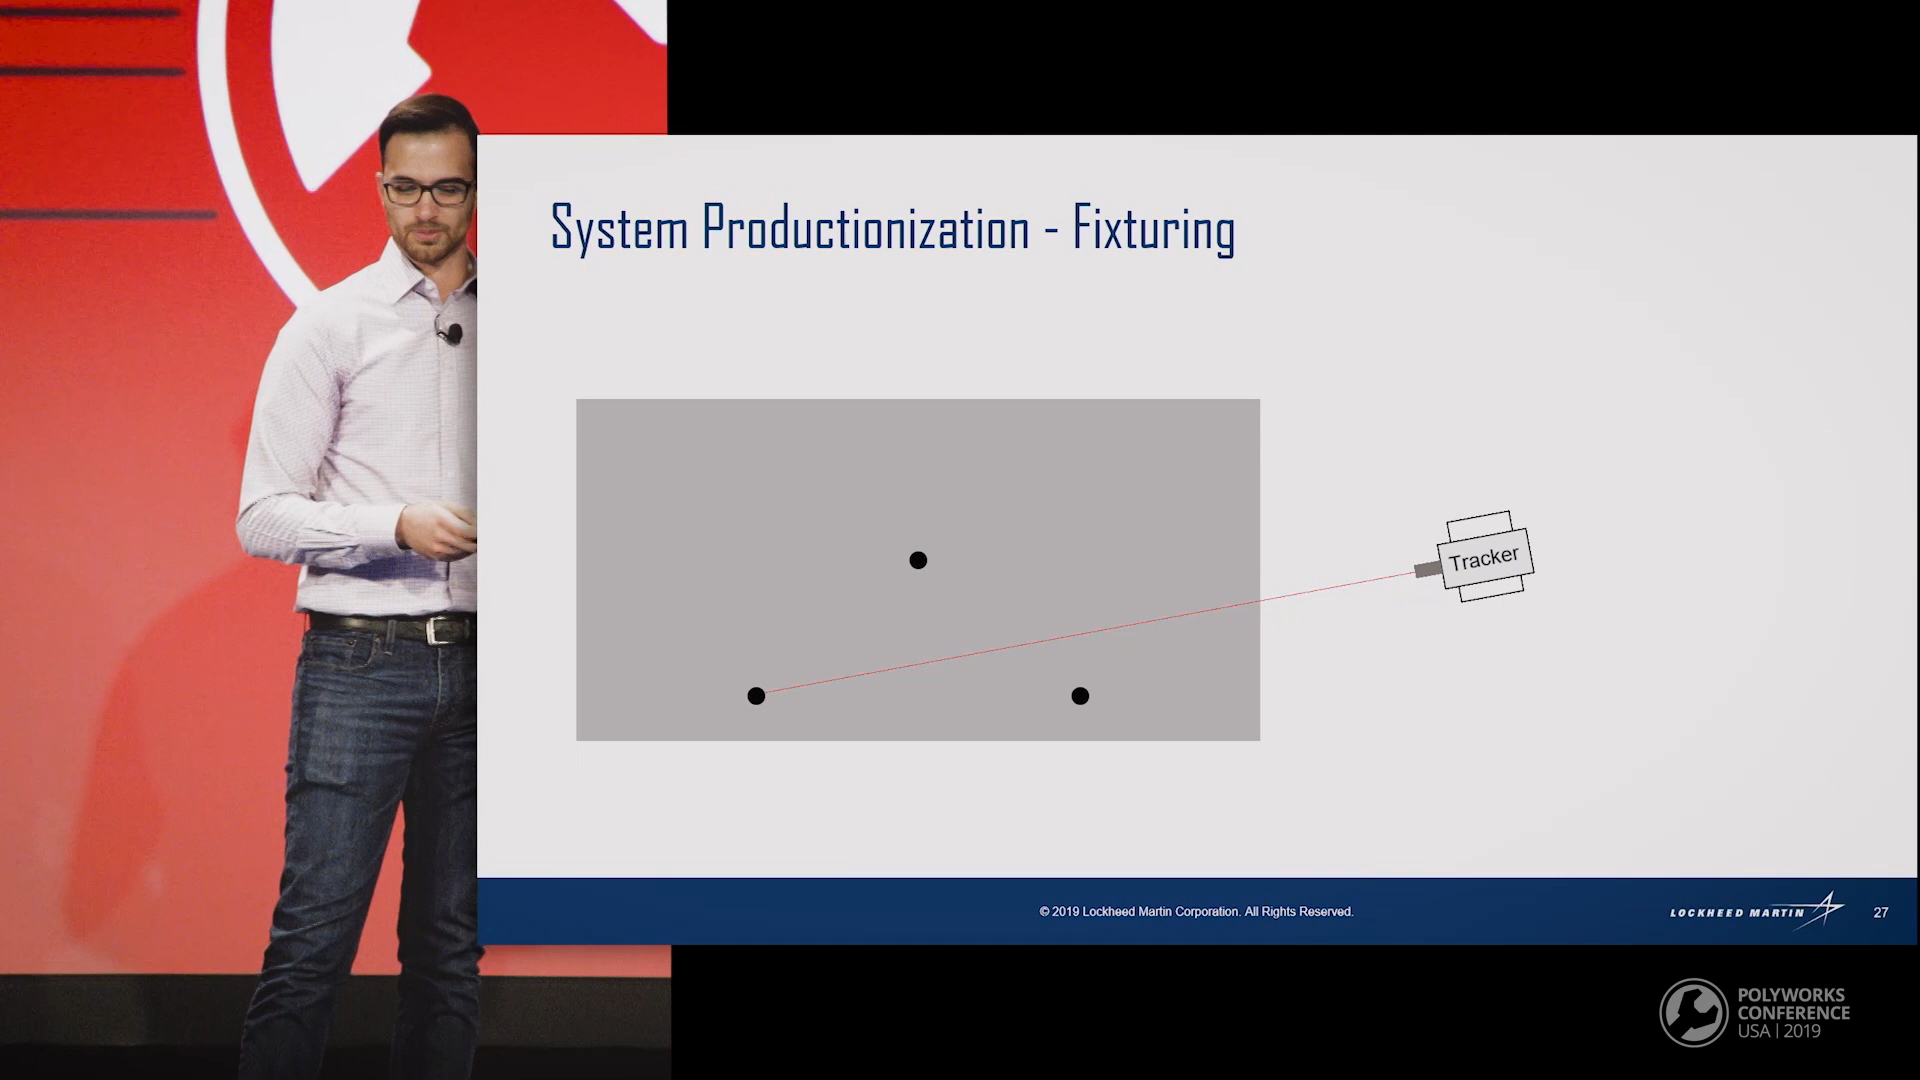 System Productionization - Fixturing
Tracker
© 2019 Lockheed Martin Corporation. All Rights Reserved.
LOCKHEED MARTIN
27
POLYWORKS
CONFERENCE
USA | 2019